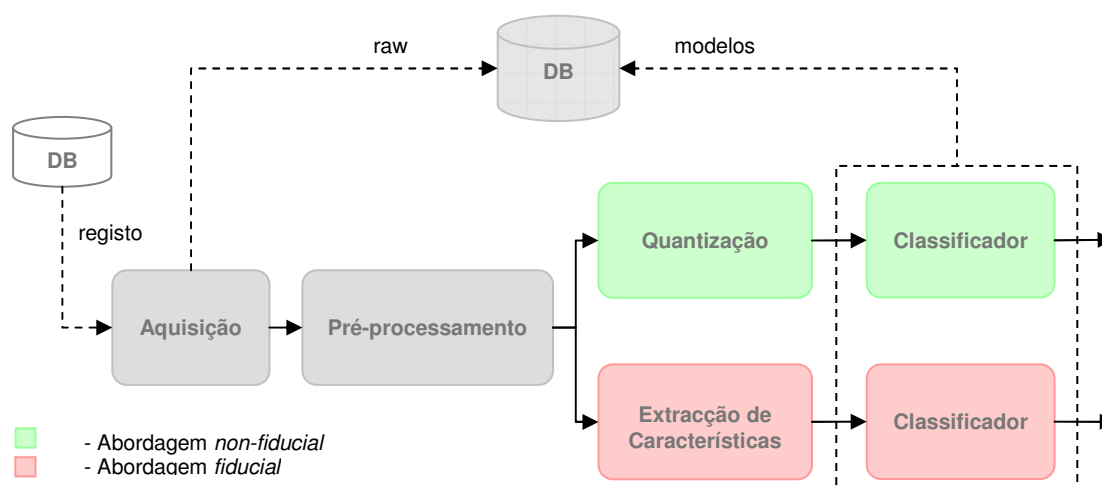 raw
modelos
DB
DB
registo
Quantização
Classificador
Aquisição
Pré-processamento
Extracção de
Características
Classificador
- Abordagem non-fiducial
- Abordagem fiducial